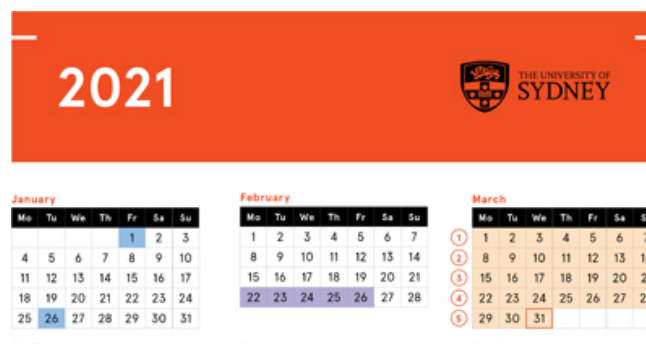 2021
THE UNIVERSITY OF
SYDNEY
January
Mo Tu We Th Fr Sa Su
1 2 3
4 5 6 7 8 9 10
11 12 13 14 15 16 17
18 19 20 21 22 23 24
25 26 27 28 29 30 31
February
Mo Tu We Th Fr Sa Su
1 2 3 4 5 6 7
8 9 10 11 12 13 14
15 16 17 18 19 20 21
22 23 24 25 26 27 28
March
Mo Tu We Th Fr Sa
1 1 2 3 4 5 6 7
2 8 9 10 11 12 13
3 15 16 17 18 19 20
4 22 23 24 25 26 27
5 29 30 31